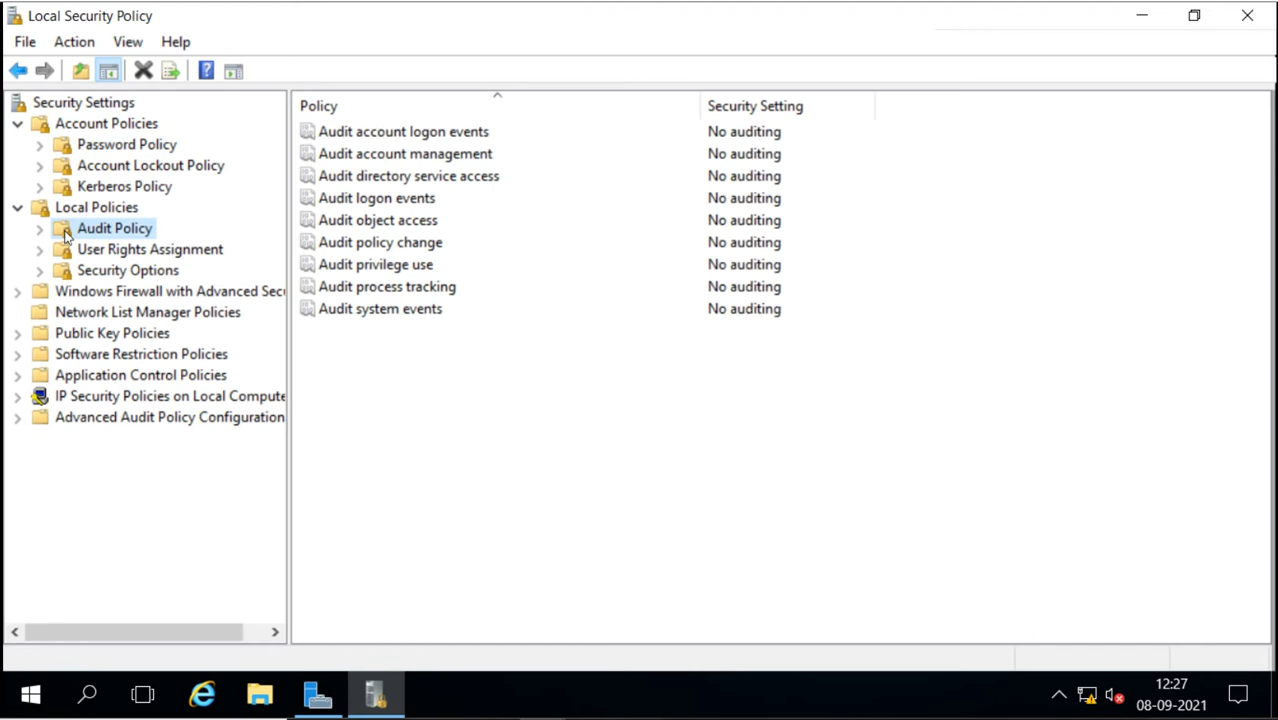 Local Security Policy
File Action View Help
Security Settings
Account Policies
Password Policy
Account Lockout Policy
Kerberos Policy
Local Policies
Audit Policy
User Rights Assignment
Security Options
Windows Firewall with Advanced Secu
Network List Manager Policies
Public Key Policies
Software Restriction Policies
Application Control Policies
IP Security Policies on Local Compute
Advanced Audit Policy Configuration
Policy Security Setting
Audit account logon events No auditing
Audit account management No auditing
Audit directory service access No auditing
Audit logon events No auditing
Audit object access No auditing
Audit policy change No auditing
Audit privilege use No auditing
Audit process tracking No auditing
Audit system events No auditing
12:27
08-09-2021